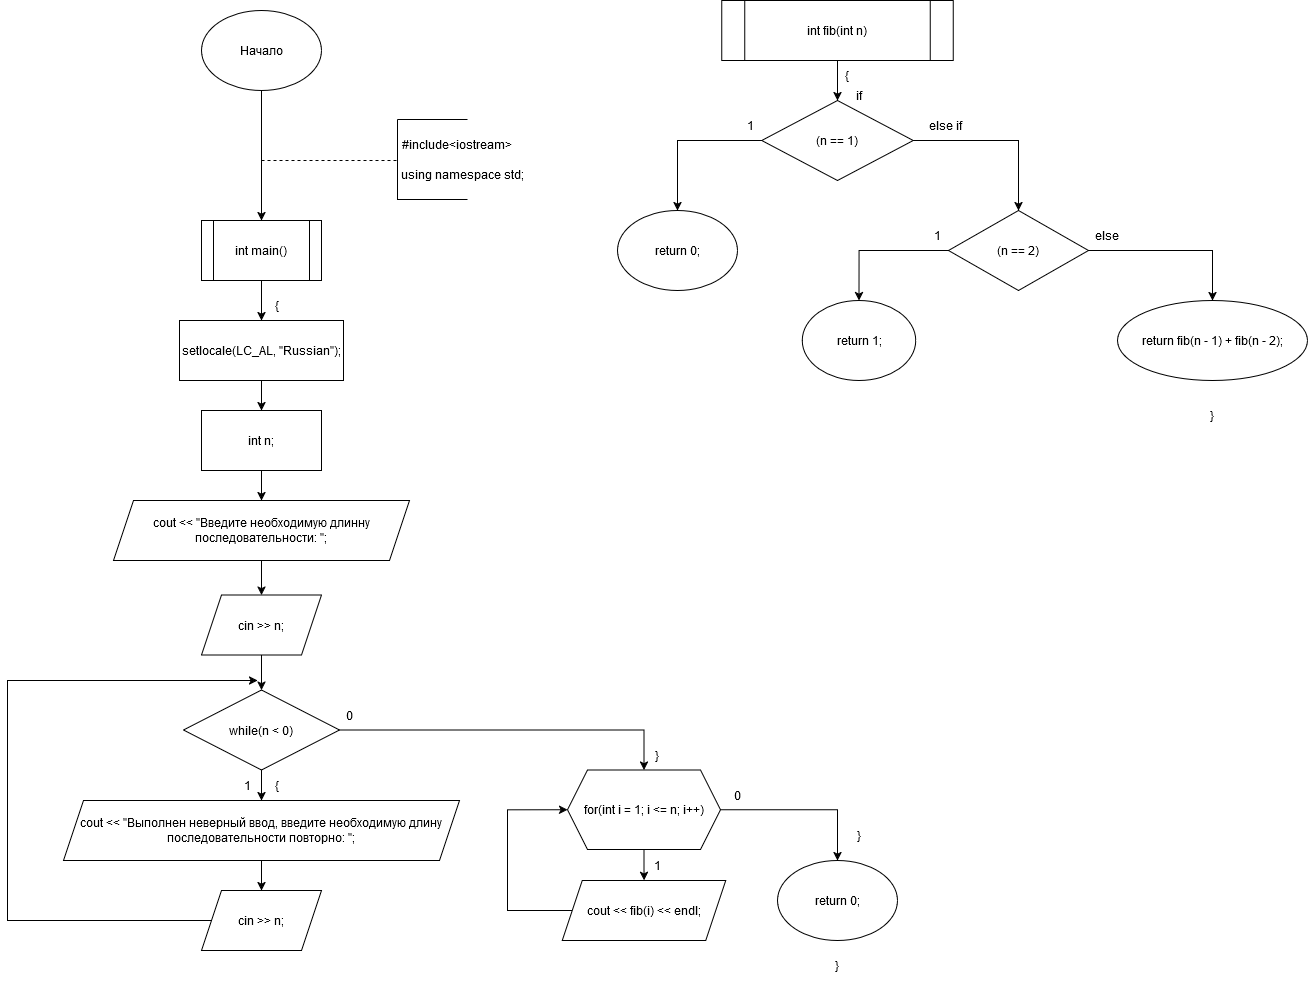 Начало
#include<iostream>
using namespace std;
int main()
{
setlocale(LC_AL, "Russian");
int n;
cout << "Введите необходимую длинну
последовательности: ";
cin >> n;
while(n < 0)
0
1
{
cout << "Выполнен неверный ввод, введите необходимую длину
последовательности повторно: ";
cin >> n;
}
for(int i = 1; i <= n; i++)
0
1
cout << fib(i) << endl;
}
return 0;
}
int fib(int n)
{
if
(n == 1)
1
else if
return 0;
(n == 2)
1
else
return 1;
return fib(n - 1) + fib(n - 2);
}